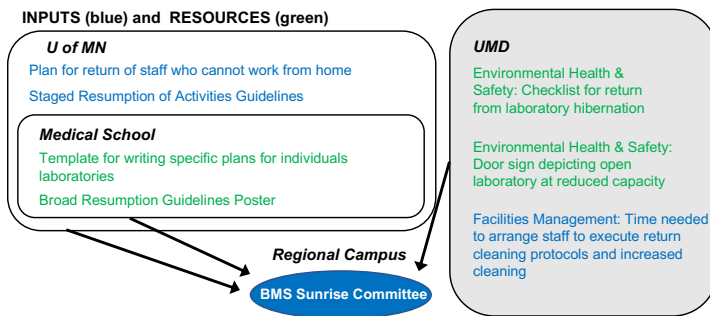 INPUTS (blue) and RESOURCES (green)
U of MN
Plan for return of staff who cannot work from home
Staged Resumption of Activities Guidelines
Medical School
Template for writing specific plans for individuals
laboratories
Broad Resumption Guidelines Poster
UMD
Environmental Health &
Safety: Checklist for return
from laboratory hibernation
Environmental Health & Safety:
Door sign depicting open
laboratory at reduced capacity
Facilities Management: Time needed
to arrange staff to execute return
cleaning protocols and increased
cleaning
Regional Campus
BMS Sunrise Committee